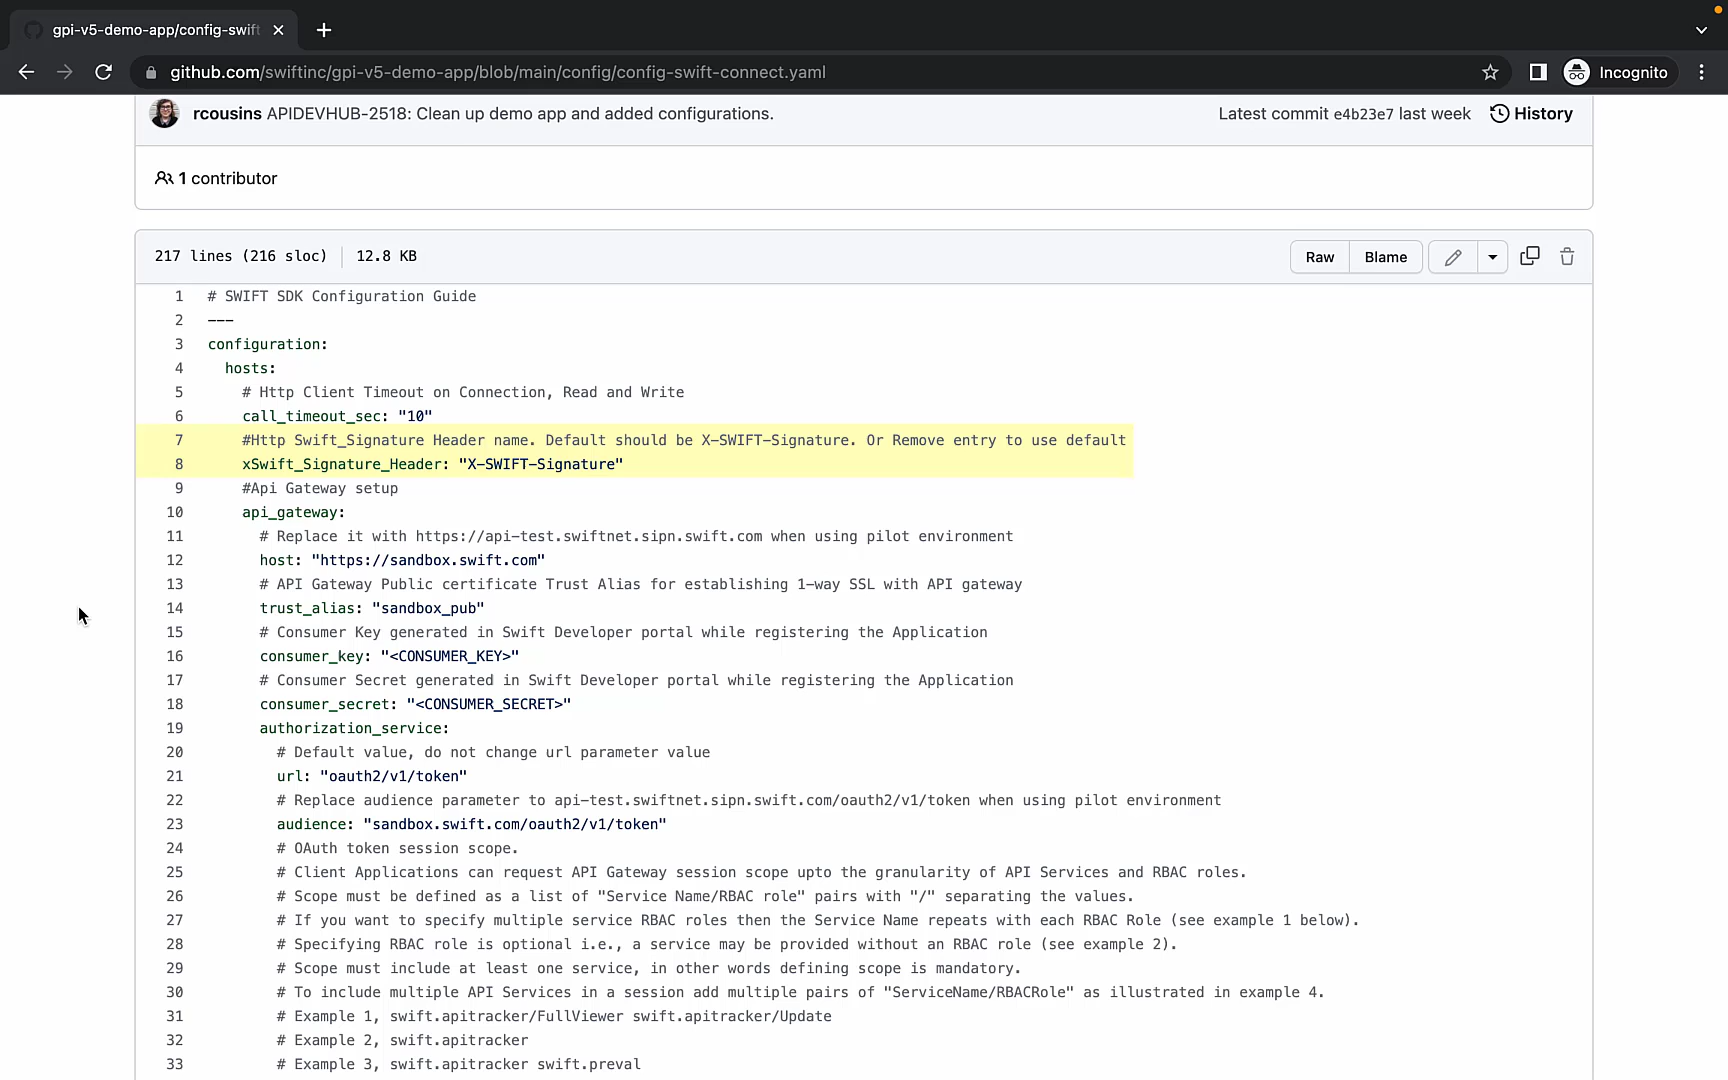 gpi-v5-demo-app/config-swift
github.com/swiftinc/gpi-v5-demo-app/blob/main/config/config-swift-connect.yaml
Incognito
rcousins APIDEVHUB-2518: Clean up demo app and added configurations.
Latest commit e4b23e7 last week
History
1 contributor
217 lines (216 sloc)
12.8 KB
Raw
Blame
1 # SWIFT SDK Configuration Guide
2 ---
3 configuration:
4 hosts:
5 # Http Client Timeout on Connection, Read and Write
6 call_timeout_sec: "10"
7 #Http Swift_Signature Header name. Default should be X-SWIFT-Signature. Or Remove entry to use default
8 xSwift_Signature_Header: "X-SWIFT-Signature"
9 #Api Gateway setup
10 api_gateway:
11 # Replace it with https://api-test.swiftnet.sipn.swift.com when using pilot environment
12 host: "https://sandbox.swift.com"
13 # API Gateway Public certificate Trust Alias for establishing 1-way SSL with API gateway
14 trust_alias: "sandbox_pub"
15 # Consumer Key generated in Swift Developer portal while registering the Application
16 consumer_key: "<CONSUMER_KEY>"
17 # Consumer Secret generated in Swift Developer portal while registering the Application
18 consumer_secret: "<CONSUMER_SECRET>"
19 authorization_service:
20 # Default value, do not change url parameter value
21 url: "oauth2/v1/token"
22 # Replace audience parameter to api-test.swiftnet.sipn.swift.com/oauth2/v1/token when using pilot environment
23 audience: "sandbox.swift.com/oauth2/v1/token"
24 # OAuth token session scope.
25 # Client Applications can request API Gateway session scope upto the granularity of API Services and RBAC roles.
26 # Scope must be defined as a list of "Service Name/RBAC role" pairs with "/" separating the values.
27 # If you want to specify multiple service RBAC roles then the Service Name repeats with each RBAC Role (see example 1 below).
28 # Specifying RBAC role is optional i.e., a service may be provided without an RBAC role (see example 2).
29 # Scope must include at least one service, in other words defining scope is mandatory.
30 # To include multiple API Services in a session add multiple pairs of "ServiceName/RBACRole" as illustrated in example 4.
31 # Example 1, swift.apitracker/FullViewer swift.apitracker/Update
32 # Example 2, swift.apitracker
33 # Example 3, swift.apitracker swift.preval